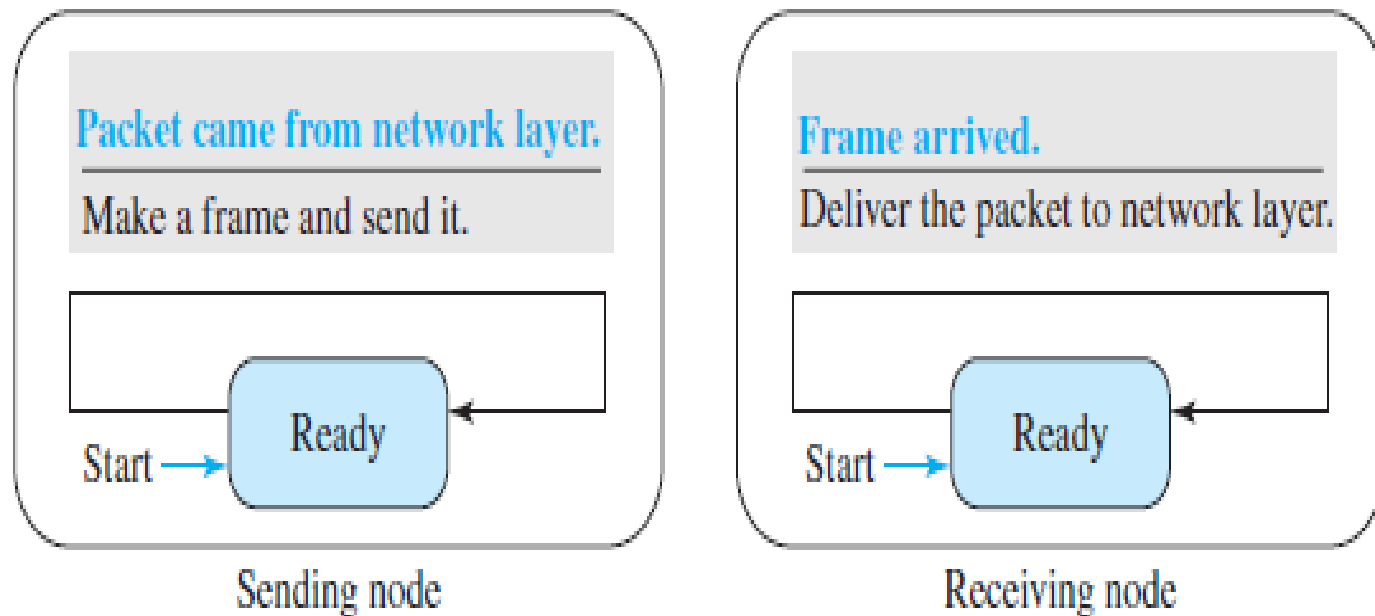 Packet came from network layer.
Make a frame and send it.
Ready
Start
Sending node
Frame arrived.
Deliver the packet to network layer.
Ready
Start
Receiving node